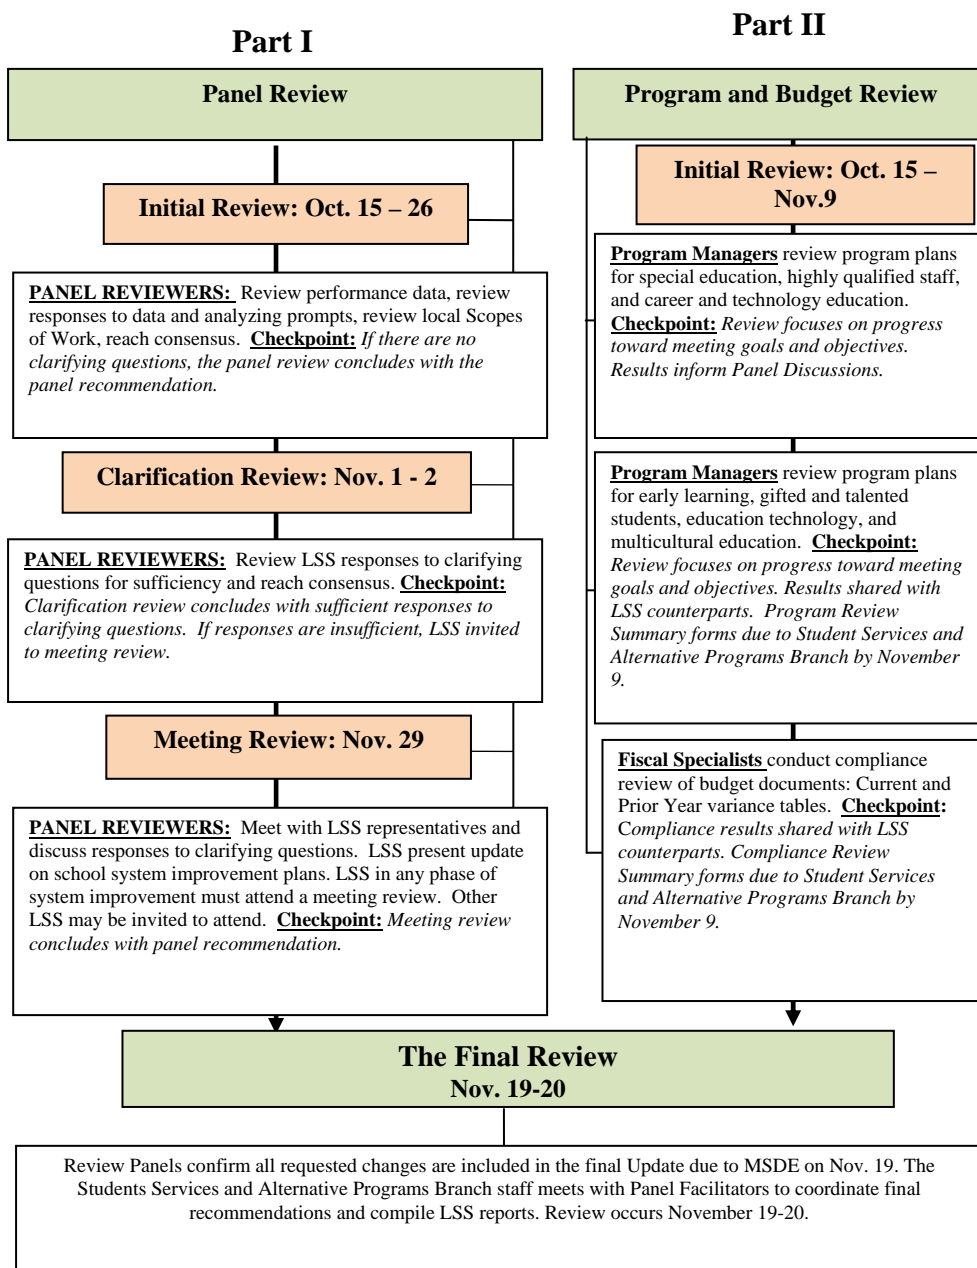 Part I
Panel Review
Initial Review: Oct. 15 – 26
PANEL REVIEWERS: Review performance data, review
responses to data and analyzing prompts, review local Scopes
of Work, reach consensus. Checkpoint: If there are no
clarifying questions, the panel review concludes with the
panel recommendation.
Clarification Review: Nov. 1 - 2
PANEL REVIEWERS: Review LSS responses to clarifying
questions for sufficiency and reach consensus. Checkpoint:
Clarification review concludes with sufficient responses to
clarifying questions. If responses are insufficient, LSS invited
to meeting review.
Meeting Review: Nov. 29
PANEL REVIEWERS: Meet with LSS representatives and
discuss responses to clarifying questions. LSS present update
on school system improvement plans. LSS in any phase of
system improvement must attend a meeting review. Other
LSS may be invited to attend. Checkpoint: Meeting review
concludes with panel recommendation.
Part II
Program and Budget Review
Initial Review: Oct. 15 –
Nov.9
Program Managers review program plans
for special education, highly qualified staff,
and career and technology education.
Checkpoint: Review focuses on progress
toward meeting goals and objectives.
Results inform Panel Discussions.
Program Managers review program plans
for early learning, gifted and talented
students, education technology, and
multicultural education. Checkpoint:
Review focuses on progress toward meeting
goals and objectives. Results shared with
LSS counterparts. Program Review
Summary forms due to Student Services and
Alternative Programs Branch by November
9.
Fiscal Specialists conduct compliance
review of budget documents: Current and
Prior Year variance tables. Checkpoint:
Compliance results shared with LSS
counterparts. Compliance Review
Summary forms due to Student Services
and Alternative Programs Branch by
November 9.
The Final Review
Nov. 19-20
Review Panels confirm all requested changes are included in the final Update due to MSDE on Nov. 19. The
Students Services and Alternative Programs Branch staff meets with Panel Facilitators to coordinate final
recommendations and compile LSS reports. Review occurs November 19-20.